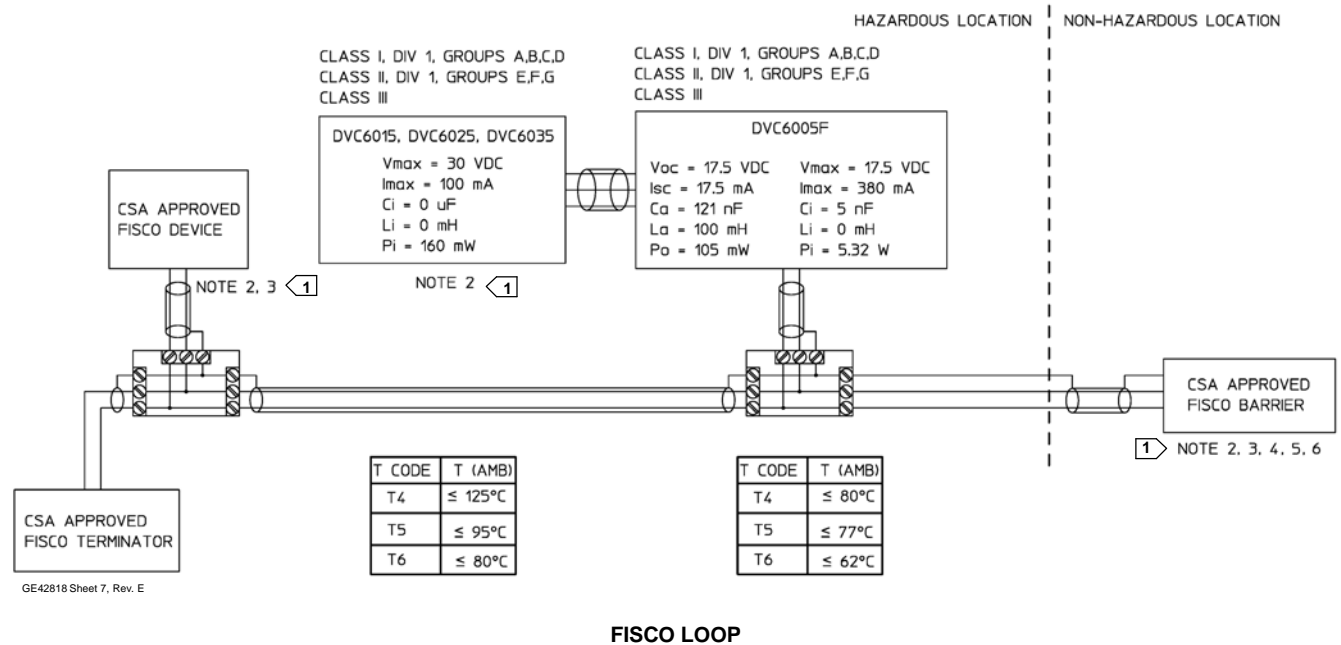 HAZARDOUS LOCATION
NON-HAZARDOUS LOCATION
CLASS I, DIV 1, GROUPS A,B,C,D
CLASS II, DIV 1, GROUPS E,F,G
CLASS III
CLASS I, DIV 1, GROUPS A,B,C,D
CLASS II, DIV 1, GROUPS E,F,G
CLASS III
DVC6015, DVC6025, DVC6035
Vmax = 30 VDC
Imax = 100 mA
Ci = 0 uF
Li = 0 mH
Pi = 160 mW
DVC6005F
Voc = 17.5 VDC
Isc = 17.5 mA
Ca = 121 nF
La = 100 mH
Po = 105 mW
Vmax = 17.5 VDC
Imax = 380 mA
Ci = 5 nF
Li = 0 mH
Pi = 5.32 W
CSA APPROVED
FISCO DEVICE
NOTE 2, 3 1
NOTE 2 1
CSA APPROVED
FISCO BARRIER
1 NOTE 2, 3, 4, 5, 6
CSA APPROVED
FISCO TERMINATOR
T CODE T (AMB)
T4 ≤ 125°C
T5 ≤ 95°C
T6 ≤ 80°C
T CODE T (AMB)
T4 ≤ 80°C
T5 ≤ 77°C
T6 ≤ 62°C
GE42818 Sheet 7, Rev. E
FISCO LOOP